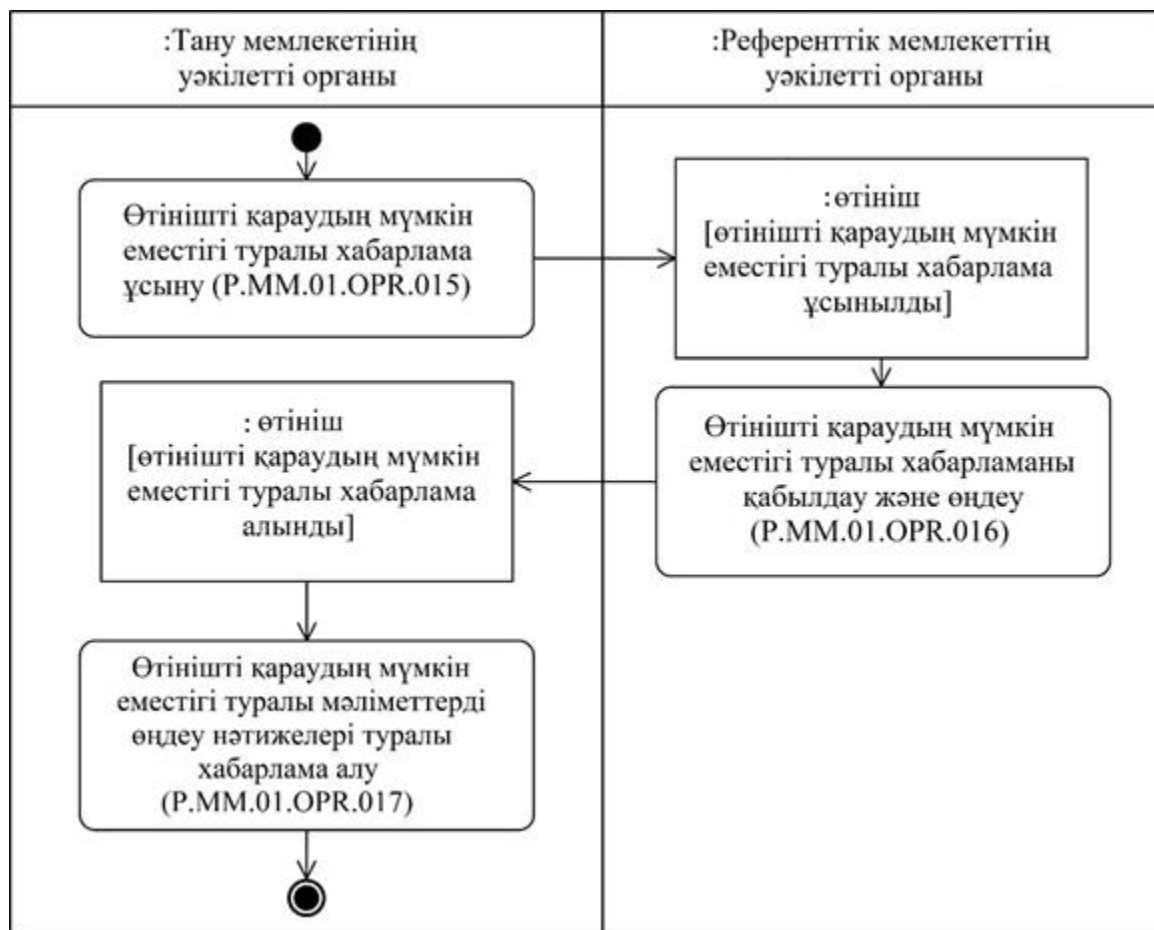 :Тану мемлекетінің
уәкілетті органы
:Референттік мемлекеттің
уәкілетті органы
Өтінішті қараудың мүмкін
еместігі туралы хабарлама
ұсыну (P.MM.01.OPR.015)
:өтініш
[өтінішті қараудың мүмкін
еместігі туралы хабарлама
ұсынылды]
: өтініш
[өтінішті қараудың мүмкін
еместігі туралы хабарлама
алынды]
Өтінішті қараудың мүмкін
еместігі туралы хабарламаны
қабылдау және өңдеу
(P.MM.01.OPR.016)
Өтінішті қараудың мүмкін
еместігі туралы мәліметтерді
өңдеу нәтижелері туралы
хабарлама алу
(P.MM.01.OPR.017)